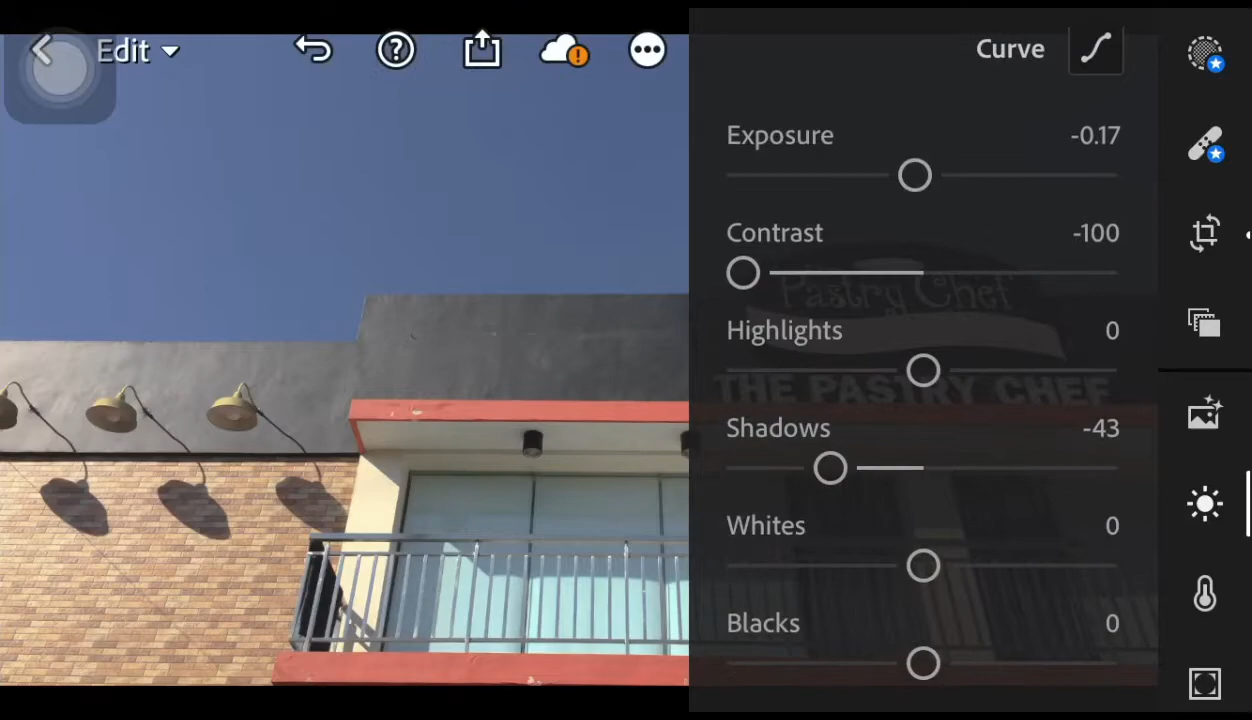 Edit
Curve
Exposure -0.17
Contrast -100
Pastry Chef
Highlights 0
THE PASTRY CHEF
Shadows -43
Whites 0
Blacks 0